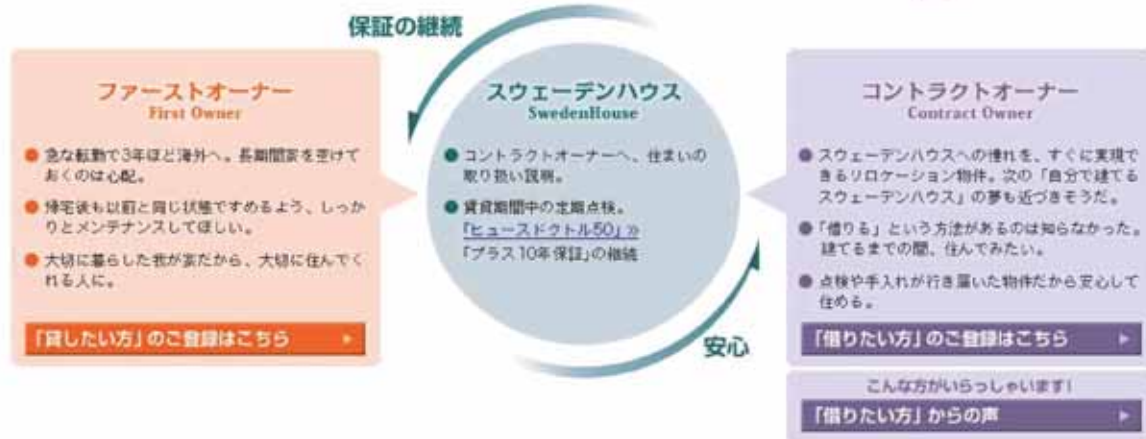 保証の継続
ファーストオーナー
First Owner
● 急な転勤で3年ほど海外へ。長期間家を空けて
おくのは心配。
● 帰宅後も以前と同じ状態ですめるよう、しっか
りとメンテナンスしてほしい。
● 大切に暮らした我が家だから、大切に住んでく
れる人に。
「貸したい方」のご登録はこちら
スウェーデンハウス
SwedenHouse
● コントラクトオーナーへ、住まいの
取り扱い説明。
● 賃貸期間中の定期点検。
「ヒュースドクトル50」≫
「プラス10年保証」の継続
安心
コントラクトオーナー
Contract Owner
● スウェーデンハウスへの憧れを、すぐに実現で
きるリロケーション物件。次の「自分で建てる
スウェーデンハウス」の夢も近づきそうだ。
● 「借りる」という方法があるのは知らなかった。
建てるまでの間、住んでみたい。
● 点検や手入れが行き届いた物件だから安心して
住める。
「借りたい方」のご登録はこちら
こんな方がいらっしゃいます!
「借りたい方」からの声